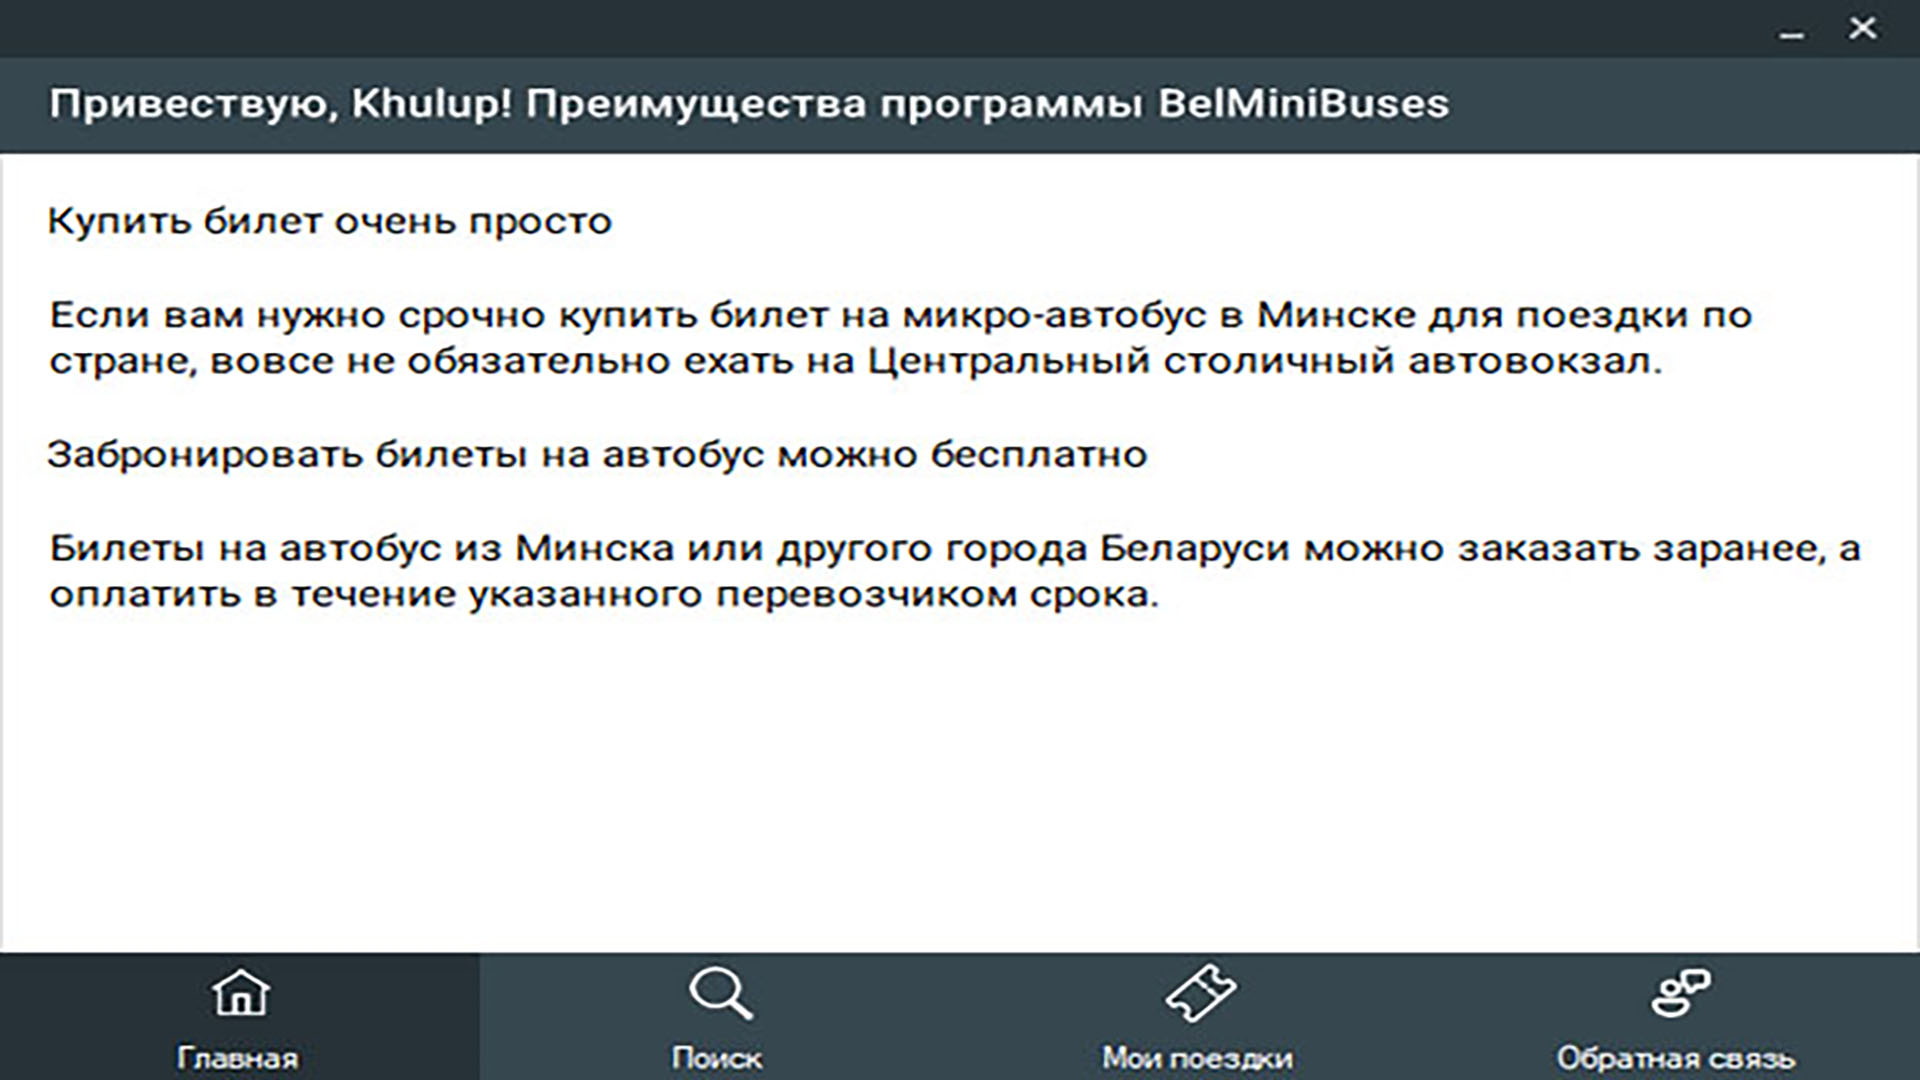 Привествую, Khulup! Преимущества программы BelMiniBuses
Купить билет очень просто
Если вам нужно срочно купить билет на микро-автобус в Минске для поездки по
стране, вовсе не обязательно ехать на Центральный столичный автовокзал.
Забронировать билеты на автобус можно бесплатно
Билеты на автобус из Минска или другого города Беларуси можно заказать заранее, а
оплатить в течение указанного перевозчиком срока.
Главная
Поиск
Мои поездки
Обратная связь